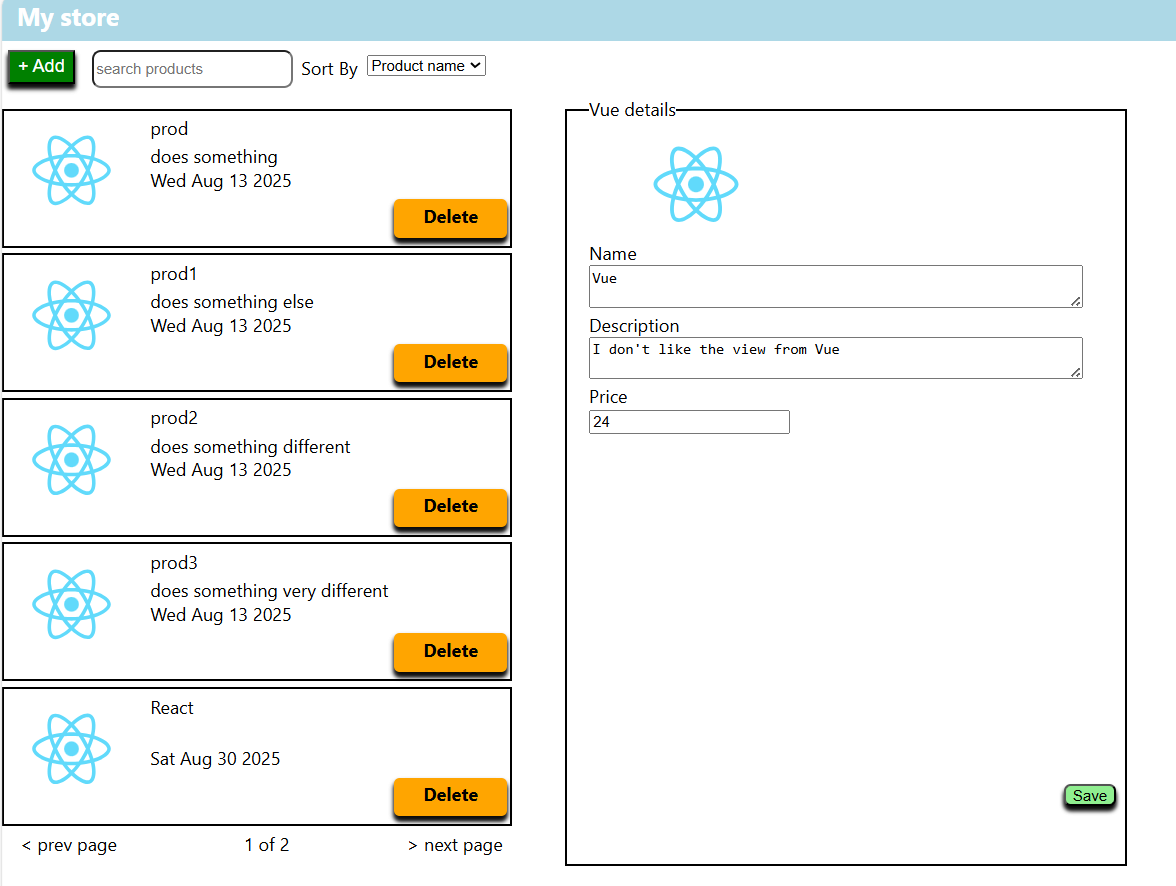 My store
+ Add
search products
Sort By
Product name
prod
does something
Wed Aug 13 2025
Delete
prod1
does something else
Wed Aug 13 2025
Delete
prod2
does something different
Wed Aug 13 2025
Delete
prod3
does something very different
Wed Aug 13 2025
Delete
React
Sat Aug 30 2025
Delete
< prev page
1 of 2
> next page
Vue details
Name
Vue
Description
I don't like the view from Vue
Price
24
Save